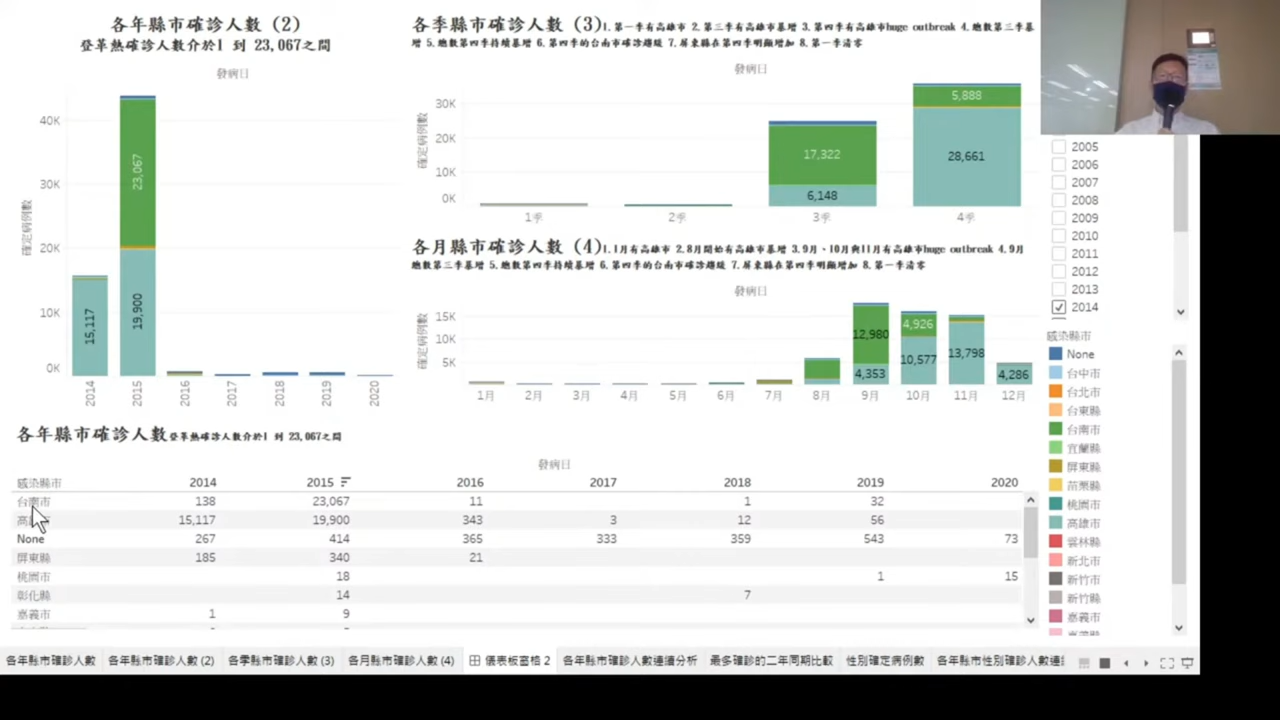 各年縣市確診人數 (2)
登革熱確診人數介於1 到 23,067之間
發病日
確定病例數
40K
30K
20K
10K
0K
23,067
19,900
15,117
2014
2015
2016
2017
2018
2019
2020
各季縣市確診人數 (3)1.第一季有高雄市 2.第三季有高雄市暴增 3.第四季有高雄市huge outbreak 4.總數第三季暴
增 5.總數第四季持續暴增 6.第四季的台南市確診趨緩 7.屏東縣在第四季明顯增加 8.第一季清零
發病日
確定病例數
30K
20K
10K
0K
17,322
6,148
5,888
28,661
1季
2季
3季
4季
各月縣市確診人數 (4)1.1月有高雄市 2.8月開始有高雄市暴增 3.9月、10月與11月有高雄市huge outbreak 4.9月
總數第三季暴增 5.總數第四季持續暴增 6.第四季的台南市確診趨緩 7.屏東縣在第四季明顯增加 8.第一季清零
發病日
確定病例數
15K
10K
5K
12,980
4,353
4,926
10,577
13,798
4,286
1月
2月
3月
4月
5月
6月
7月
8月
9月
10月
11月
12月
2005
2006
2007
2008
2009
2010
2011
2012
2013
2014
感染縣市
None
台中市
台北市
台東縣
台南市
宜蘭縣
屏東縣
苗栗縣
桃園市
高雄市
雲林縣
新北市
新竹市
新竹縣
嘉義市
嘉義縣
各年縣市確診人數登革熱確診人數介於1 到 23,067之間
發病日
感染縣市 2014 2015 2016 2017 2018 2019 2020
台南市 138 23,067 11 1 32
高 15,117 19,900 343 3 12 56
None 267 414 365 333 359 543 73
屏東縣 185 340 21
桃園市 18 1 15
彰化縣 14 7
嘉義市 1 9
各年縣市確診人數 各年縣市確診人數 (2) 各季縣市確診人數 (3) 各月縣市確診人數 (4) 儀表板窗格 2 各年縣市確診人數連續分析 最多確診的二年同期比較 性別確定病例數 各年縣市性別確診人數連